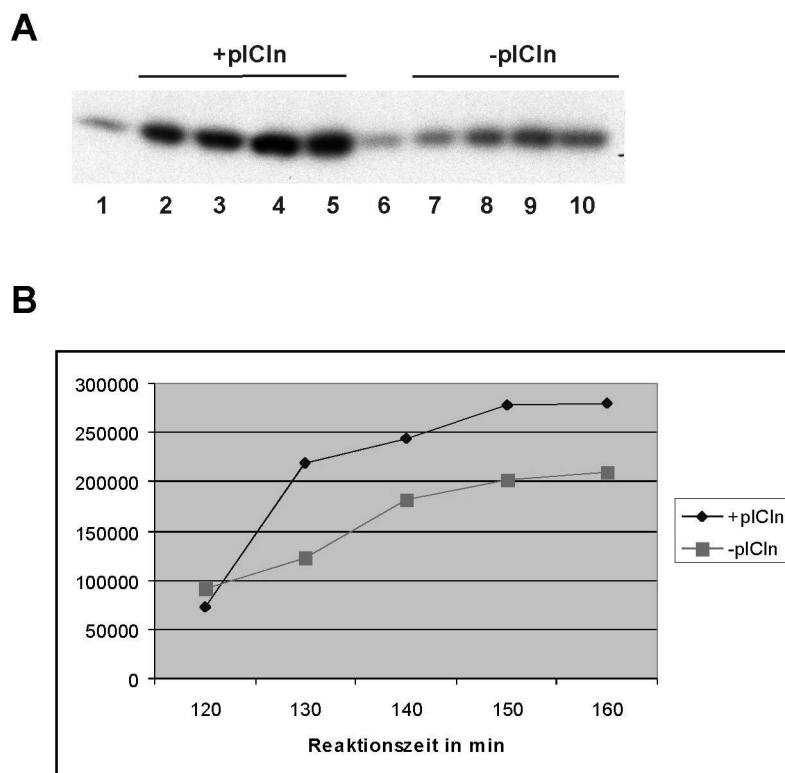 A
+pICln -pICln
1 2 3 4 5 6 7 8 9 10
B
300000
250000
200000
150000
100000
50000
0
120 130 140 150 160
Reaktionszeit in min
+pICln
-pICln